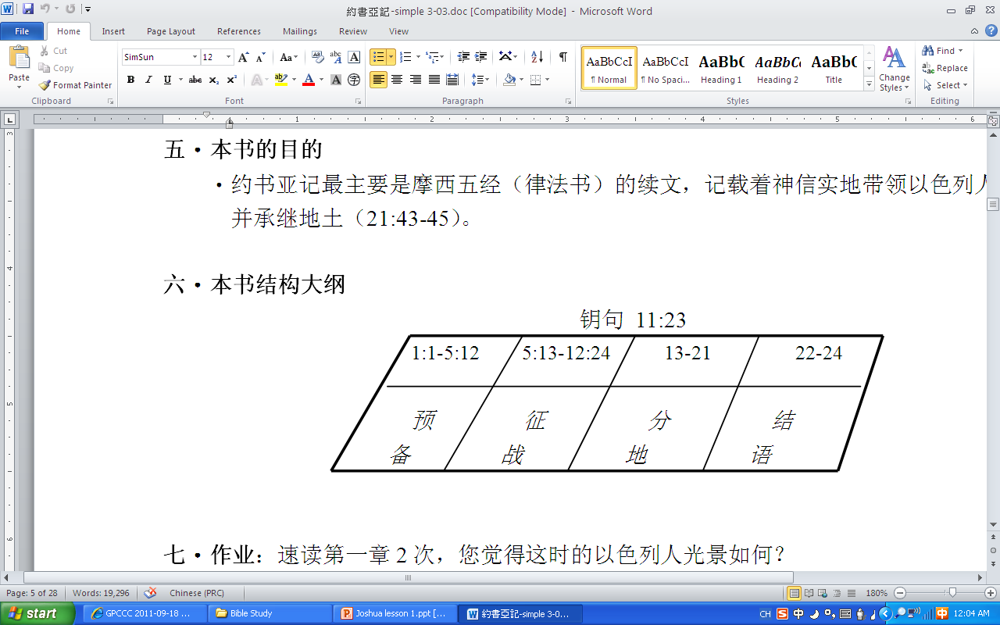 約書亞記-simple 3-03.doc [Compatibility Mode] - Microsoft Word
File Home Insert Page Layout References Mailings Review View
Paste
Cut
Copy
Format Painter
Clipboard
SimSun 12
Font
Paragraph
AaBbCcI AaBbCcI AaBbC AaBbCc AaBbC
¶ Normal ¶ No Spaci... Heading 1 Heading 2 Title
Change Styles
Styles
Find
Replace
Select
Editing
五·本书的目的
·约书亚记最主要是摩西五经（律法书）的续文，记载着神信实地带领以色列人
并承继地土（21:43-45）。
六·本书结构大纲
钥句 11:23
1:1-5:12 5:13-12:24 13-21 22-24
预 征 分 结
备 战 地 语
七·作业：速读第一章 2 次，您觉得这时的以色列人光景如何？
Page: 5 of 28 Words: 19,296 Chinese (PRC) 180%
start GPCCC 2011-09-18 ... Bible Study Joshua lesson 1.ppt [... 約書亞記-simple 3-0... CH 中 中 12:04 AM